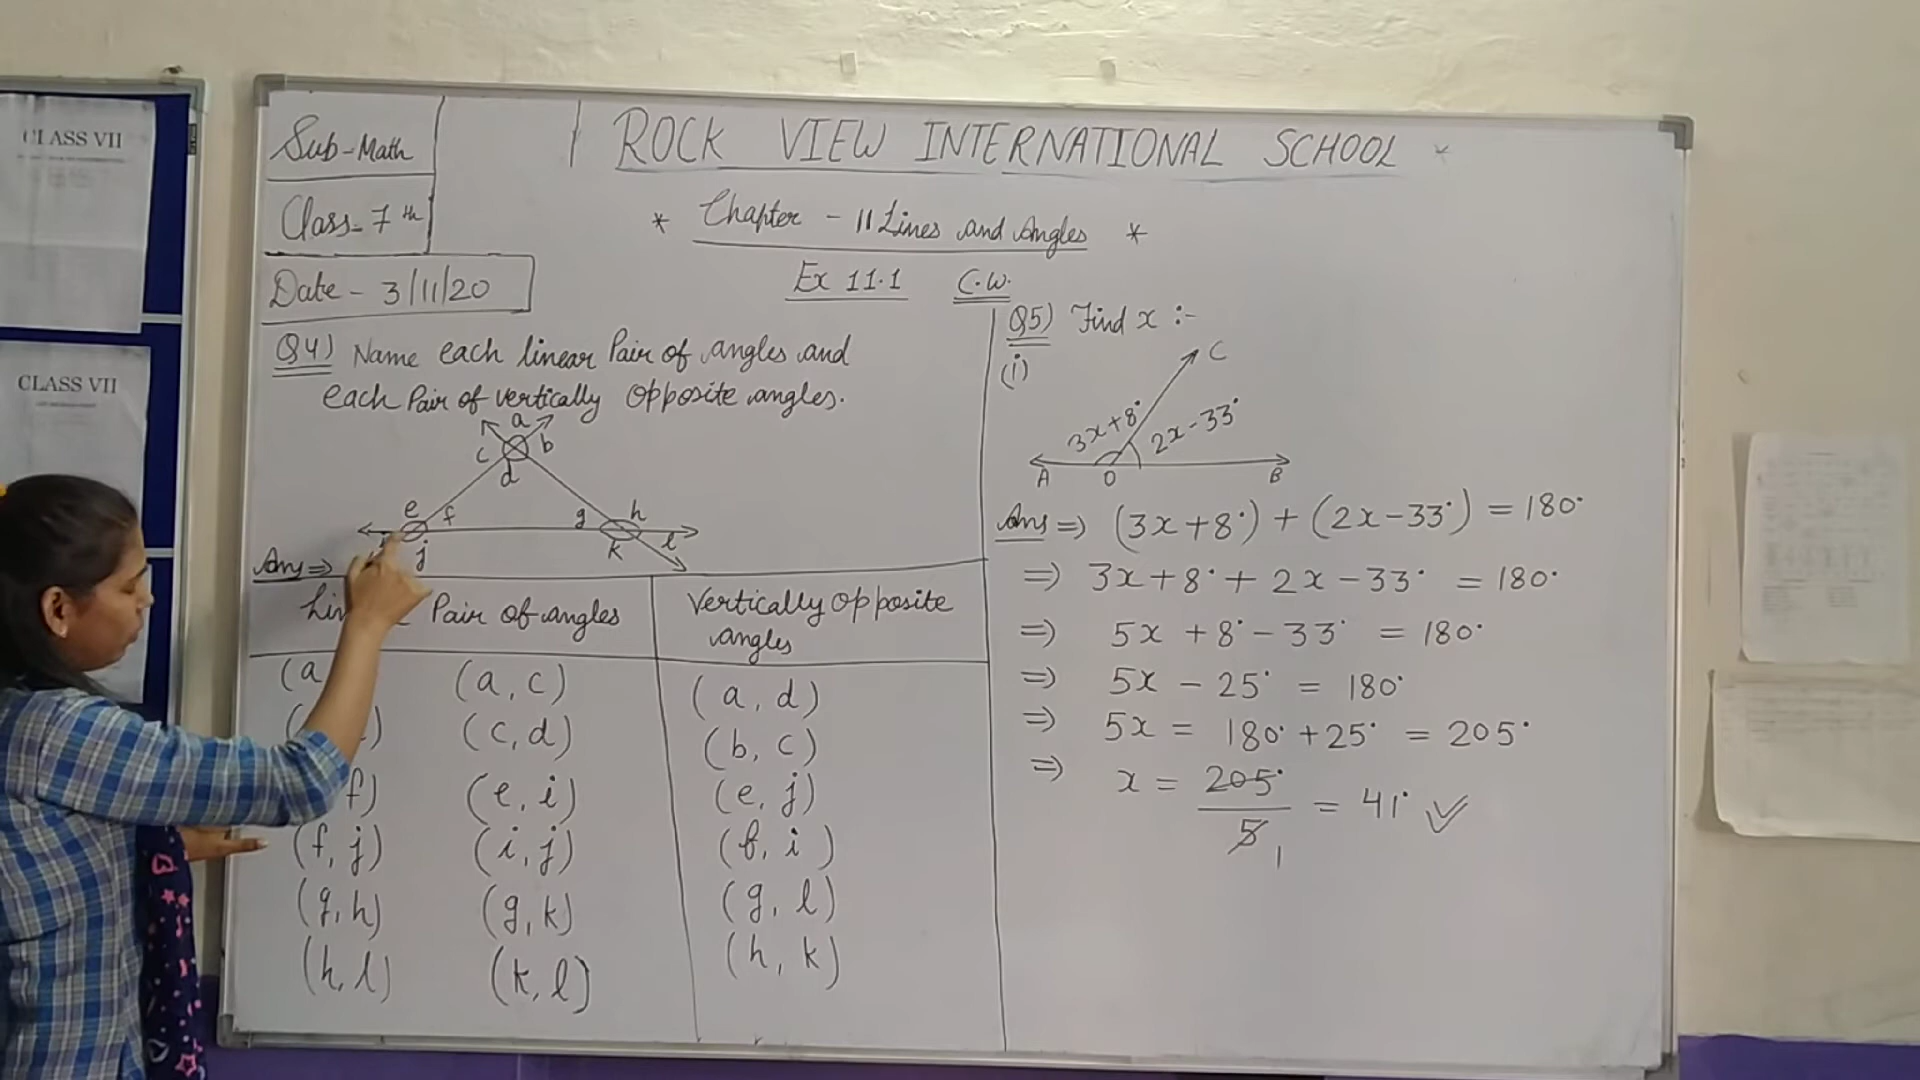 CLASS VII
CLASS VII
Sub-Math
Class-7th
Date - 3/11/20
ROCK VIEW INTERNATIONAL SCHOOL *
* Chapter - 11 Lines and Angles *
Ex 11.1 C.W.
Q4) Name each linear Pair of angles and
each Pair of vertically opposite angles.
a
c b
d
e f g h
j k l
Ans ⇒
Pair of angles
Vertically opposite
angles
(a (a, c) (a, d)
(c, d) (b, c)
f) (e, i) (e, j)
(f, j) (i, j) (f, i)
(g, h) (g, k) (g, l)
(h, l) (k, l) (h, k)
Q5) Find x :-
(i)
C
3x+8° 2x-33°
A O B
Ans ⇒ (3x+8°) + (2x-33°) = 180°
⇒ 3x+8° + 2x-33° = 180°
⇒ 5x +8°-33° = 180°
⇒ 5x - 25° = 180°
⇒ 5x = 180° +25° = 205°
⇒ x = 205°/5 = 41° ✓
1